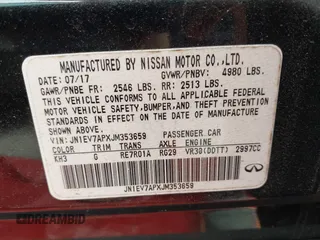 MANUFACTURED BY NISSAN MOTOR CO.,LTD.
DATE: 07/17 GVWR/PNBV: 4980 LBS.
GAWR/PNBE FR: 2546 LBS. RR: 2513 LBS.
THIS VEHICLE CONFORMS TO ALL APPLICABLE FEDERAL
MOTOR VEHICLE SAFETY,BUMPER,AND THEFT PREVENTION
STANDARDS IN EFFECT ON THE DATE OF
MANUFACTURE SHOWN ABOVE.
VIN: JN1EV7APXJM353659 PASSENGER CAR
COLOR TRIM TRANS AXLE ENGINE
KH3 G RE7R01A RG29 VR30(DDTT) 2997CC
JN1EV7APXJM353659
INFINITI
DREAMBID